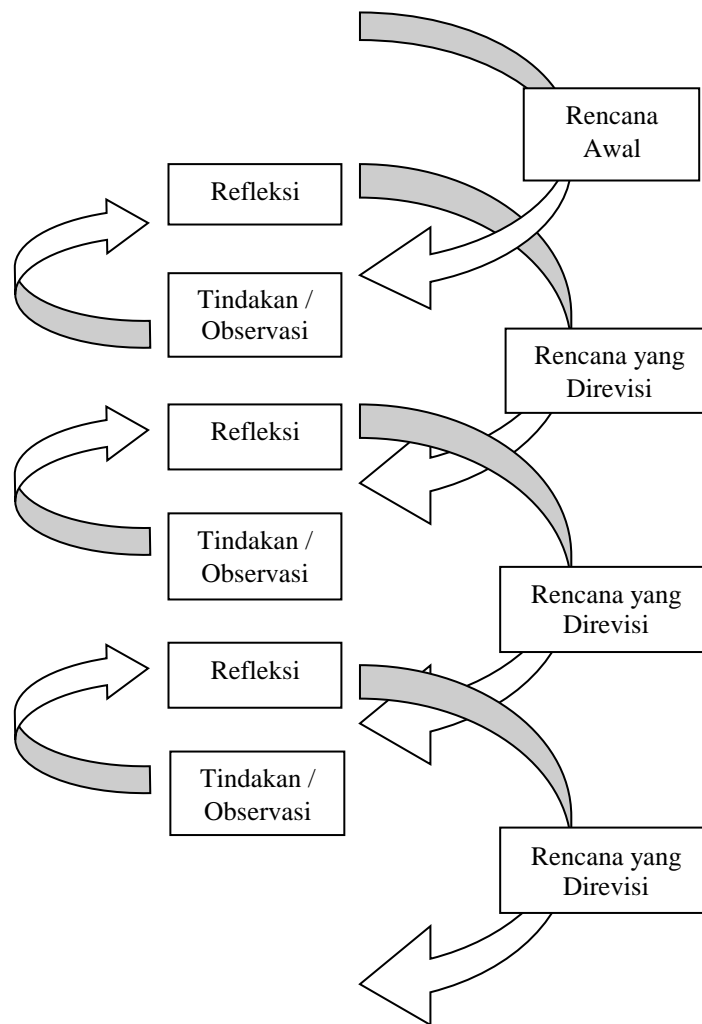 Rencana
Awal
Refleksi
Tindakan /
Observasi
Rencana yang
Direvisi
Refleksi
Tindakan /
Observasi
Rencana yang
Direvisi
Refleksi
Tindakan /
Observasi
Rencana yang
Direvisi